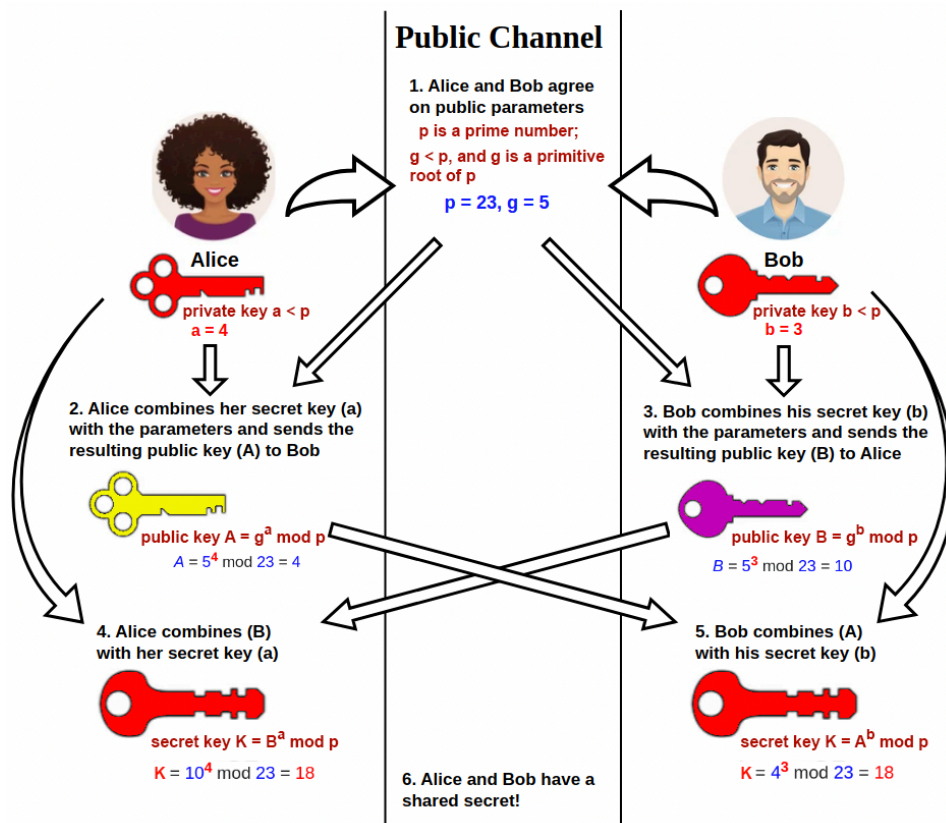 Public Channel
1. Alice and Bob agree
on public parameters
p is a prime number;
g < p, and g is a primitive
root of p
p = 23, g = 5
Alice
private key a < p
a = 4
Bob
private key b < p
b = 3
2. Alice combines her secret key (a)
with the parameters and sends the
resulting public key (A) to Bob
public key A = gᵃ mod p
A = 5⁴ mod 23 = 4
3. Bob combines his secret key (b)
with the parameters and sends the
resulting public key (B) to Alice
public key B = gᵇ mod p
B = 5³ mod 23 = 10
4. Alice combines (B)
with her secret key (a)
secret key K = Bᵃ mod p
K = 10⁴ mod 23 = 18
5. Bob combines (A)
with his secret key (b)
secret key K = Aᵇ mod p
K = 4³ mod 23 = 18
6. Alice and Bob have a
shared secret!